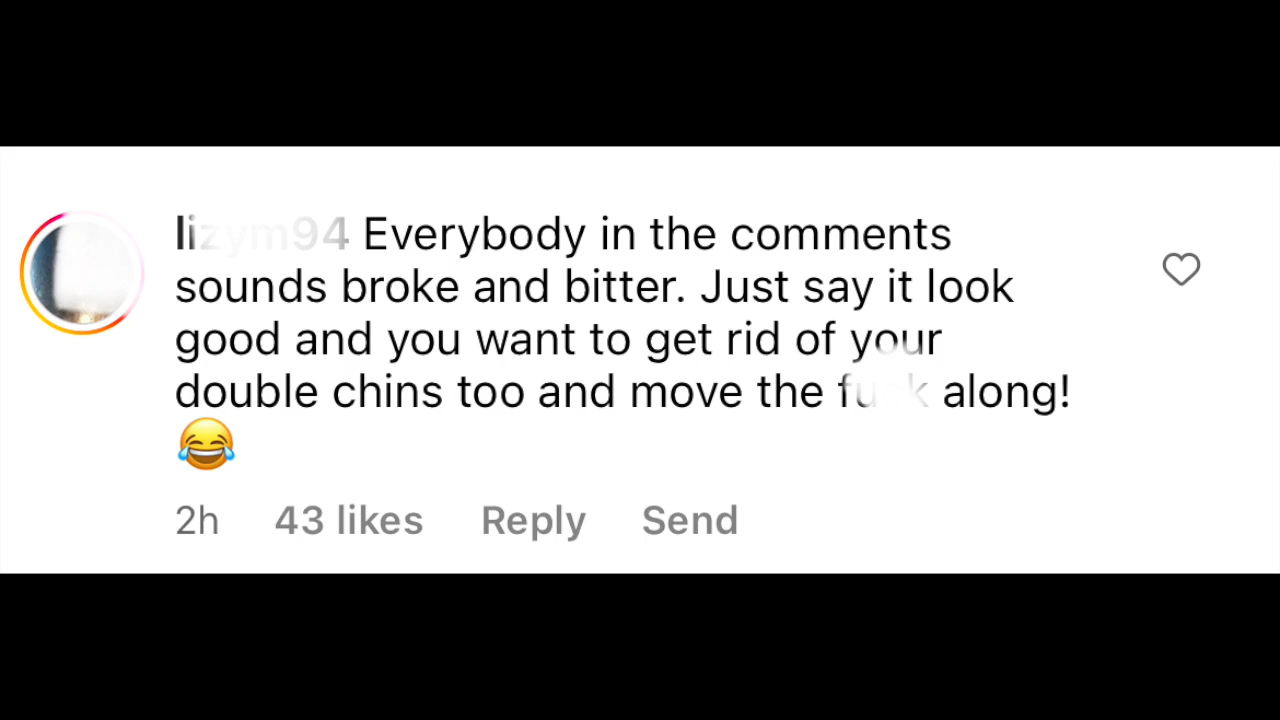 lizym94 Everybody in the comments
sounds broke and bitter. Just say it look
good and you want to get rid of your
double chins too and move the fuck along!
😂
2h 43 likes Reply Send